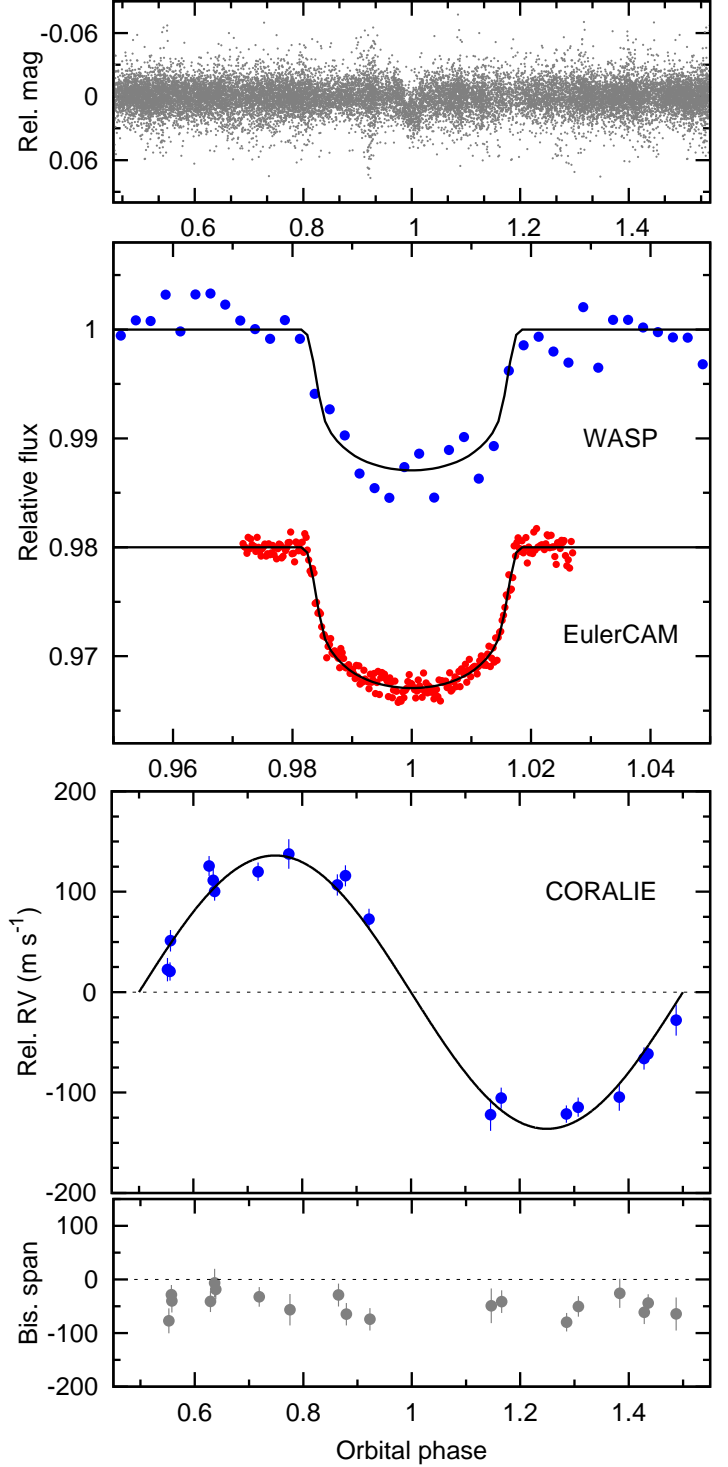 Rel. mag
-0.06
0
0.06
0.6 0.8 1 1.2 1.4
Relative flux
1
0.99
0.98
0.97
WASP
EulerCAM
0.96 0.98 1 1.02 1.04
Rel. RV (m s⁻¹)
200
100
0
-100
-200
CORALIE
Bis. span
100
0
-100
-200
0.6 0.8 1 1.2 1.4
Orbital phase